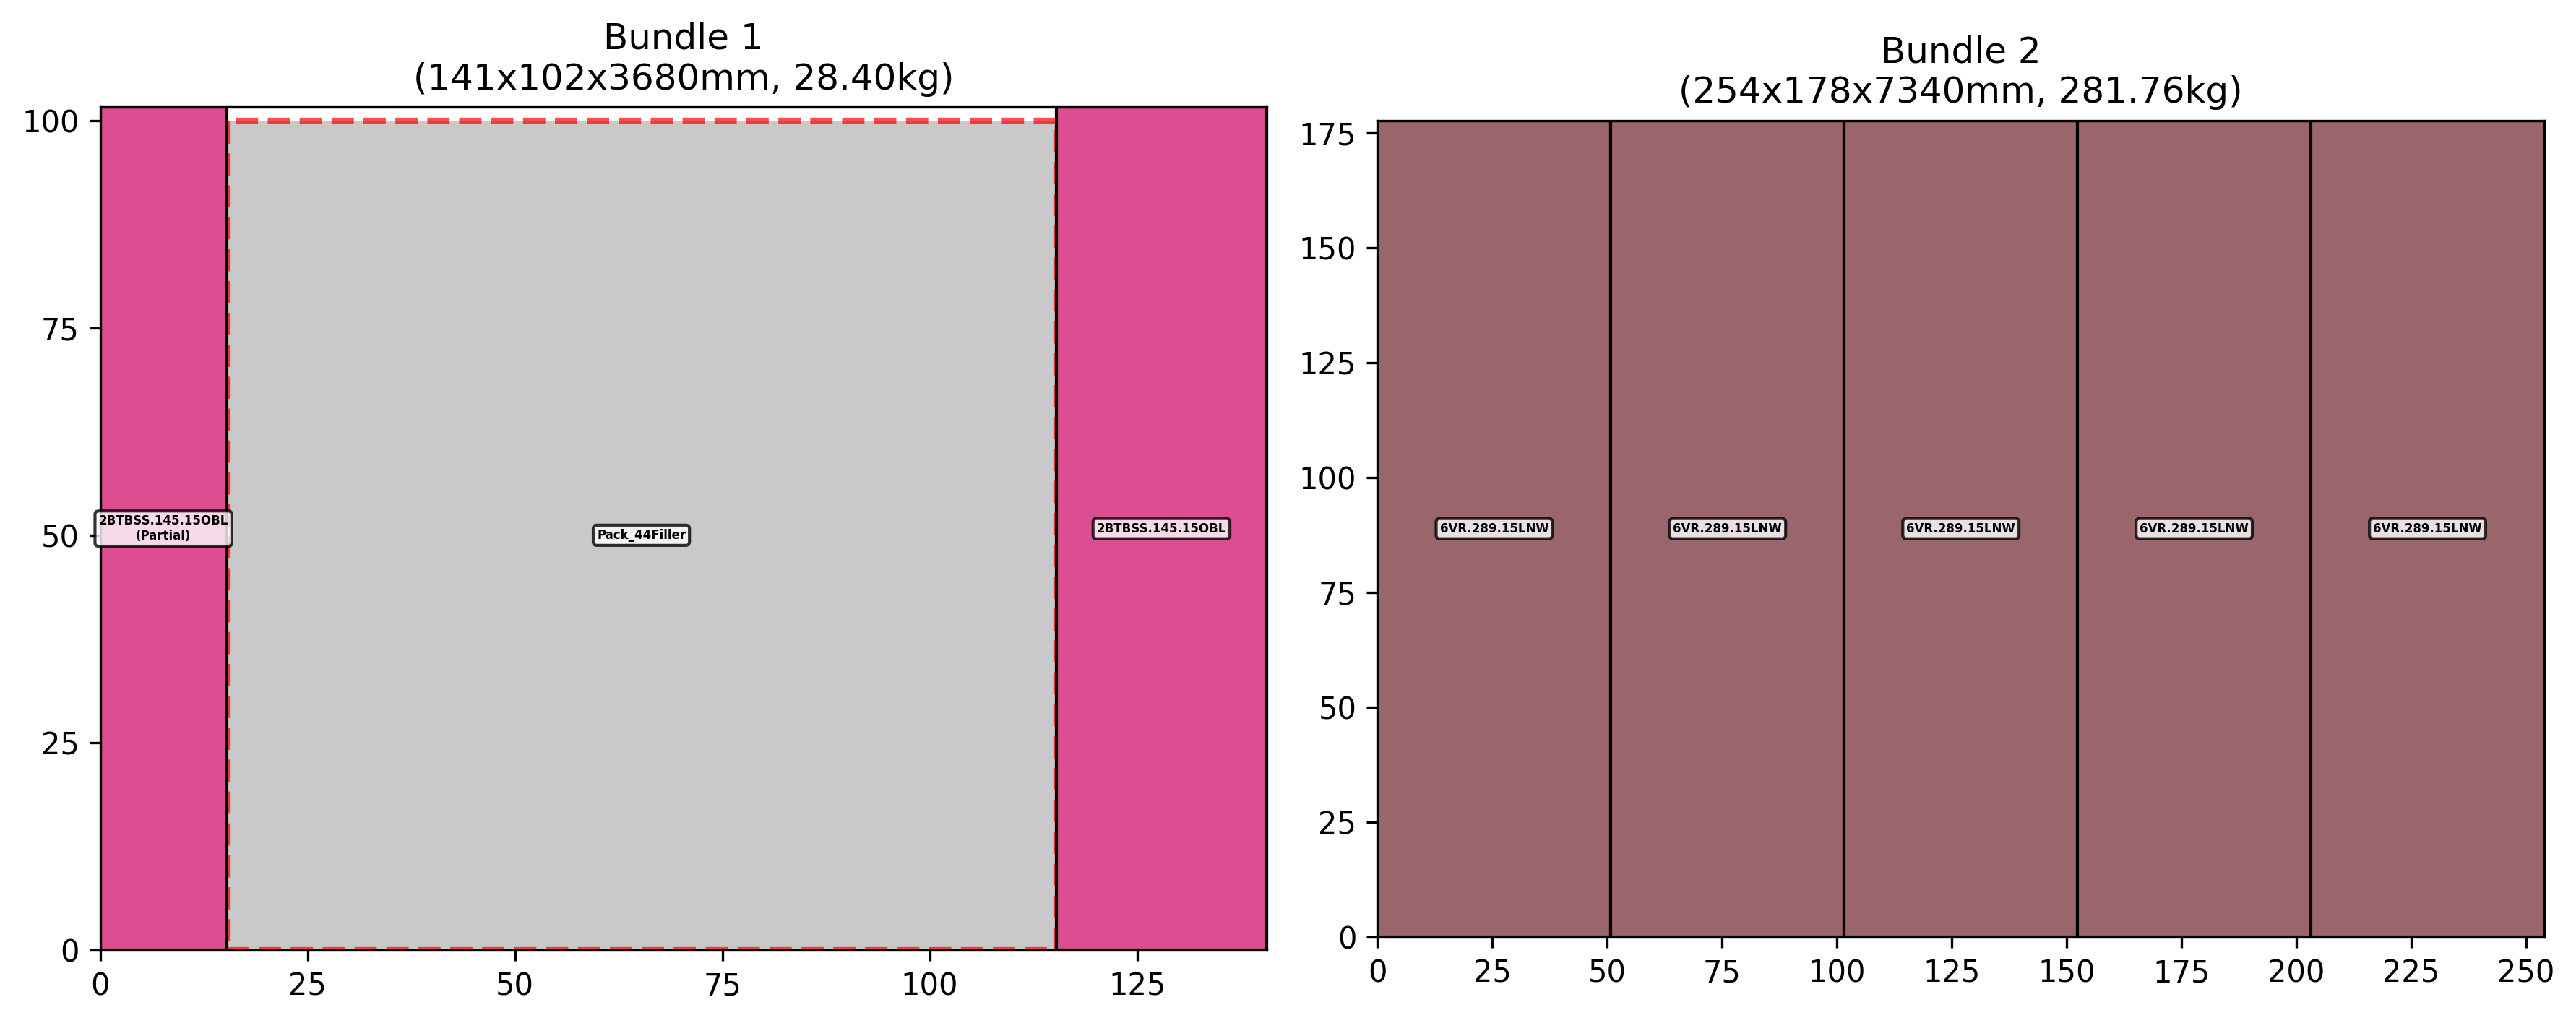 Bundle 1
(141x102x3680mm, 28.40kg)
100
75
50
25
0
2BTBSS.145.15OBL
(Partial)
Pack_44Filler
2BTBSS.145.15OBL
0 25 50 75 100 125
Bundle 2
(254x178x7340mm, 281.76kg)
175
150
125
100
75
50
25
0
6VR.289.15LNW 6VR.289.15LNW 6VR.289.15LNW 6VR.289.15LNW 6VR.289.15LNW
0 25 50 75 100 125 150 175 200 225 250